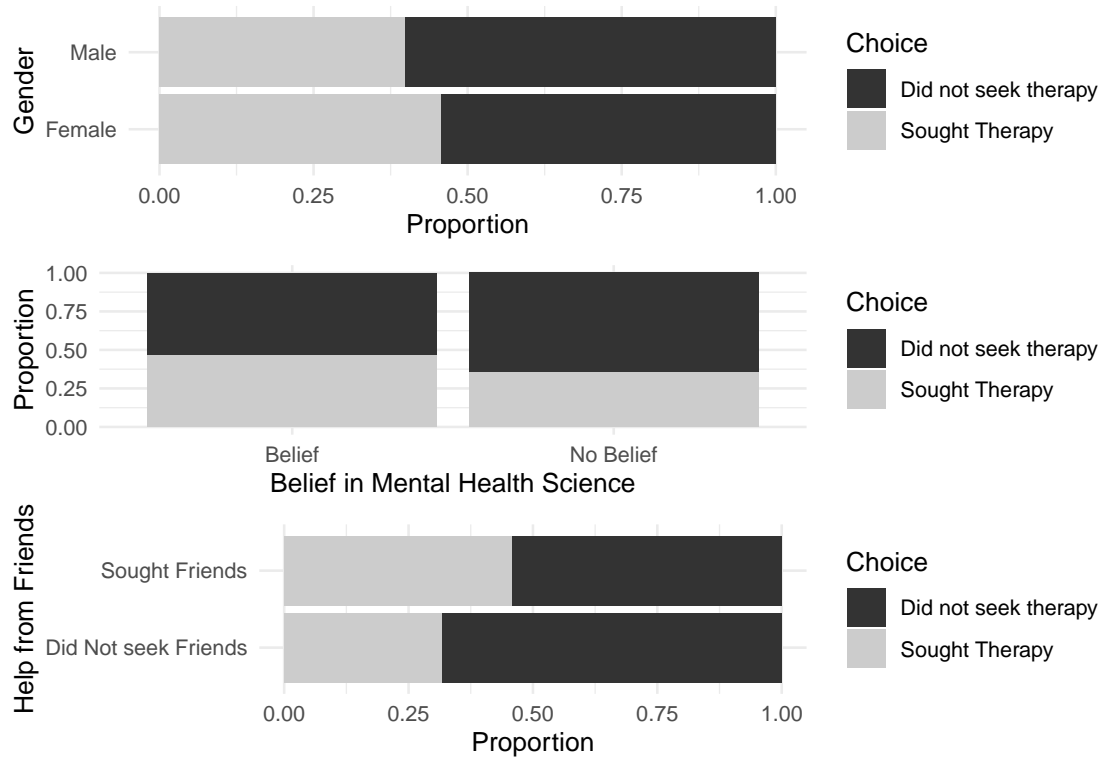 Gender
Male
Female
0.00 0.25 0.50 0.75 1.00
Proportion
Choice
Did not seek therapy
Sought Therapy
Proportion
1.00
0.75
0.50
0.25
0.00
Belief No Belief
Belief in Mental Health Science
Choice
Did not seek therapy
Sought Therapy
Help from Friends
Sought Friends
Did Not seek Friends
0.00 0.25 0.50 0.75 1.00
Proportion
Choice
Did not seek therapy
Sought Therapy